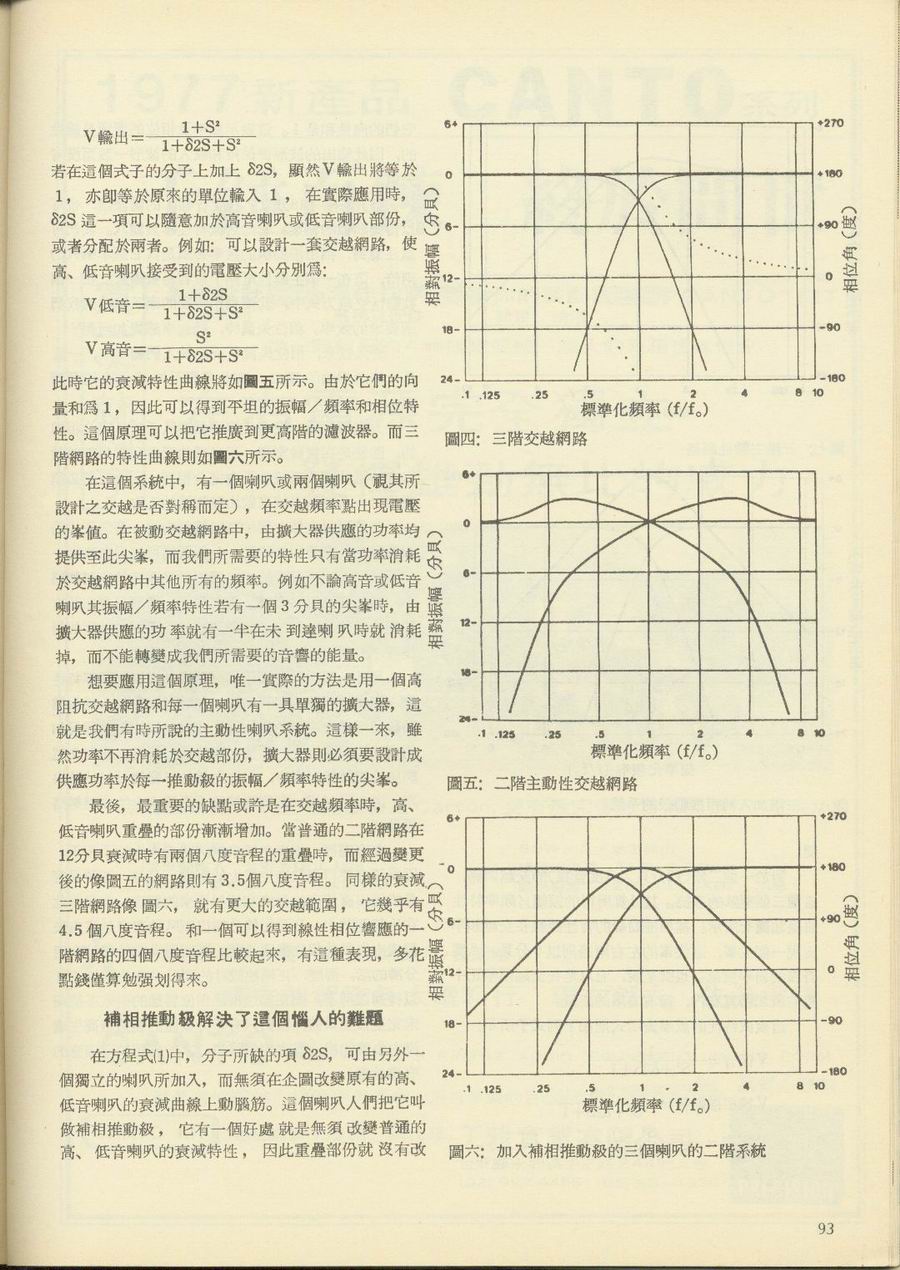 V輸出=1+S²/1+δ2S+S²
若在這個式子的分子上加上 δ2S，顯然V輸出將等於
1，亦卽等於原來的單位輸入 1，在實際應用時，
δ2S 這一項可以隨意加於高音喇叭或低音喇叭部份，
或者分配於兩者。例如：可以設計一套交越網路，使
高、低音喇叭接受到的電壓大小分別爲：
V低音=1+δ2S/1+δ2S+S²
V高音=S²/1+δ2S+S²
此時它的衰減特性曲線將如圖五所示。由於它們的向
量和爲 1，因此可以得到平坦的振幅／頻率和相位特
性。這個原理可以把它推廣到更高階的濾波器。而三
階網路的特性曲線則如圖六所示。
在這個系統中，有一個喇叭或兩個喇叭（視其所
設計之交越是否對稱而定），在交越頻率點出現電壓
的峯値。在被動交越網路中，由擴大器供應的功率均
提供至此尖峯，而我們所需要的特性只有當功率消耗
於交越網路中其他所有的頻率。例如不論高音或低音
喇叭其振幅／頻率特性若有一個 3 分貝的尖峯時，由
擴大器供應的功率就有一半在未到達喇叭時就消耗
掉，而不能轉變成我們所需要的音響的能量。
想要應用這個原理，唯一實際的方法是用一個高
阻抗交越網路和每一個喇叭有一具單獨的擴大器，這
就是我們有時所說的主動性喇叭系統。這樣一來，雖
然功率不再消耗於交越部份，擴大器則必須要設計成
供應功率於每一推動級的振幅／頻率特性的尖峯。
最後，最重要的缺點或許是在交越頻率時，高、
低音喇叭重疊的部份漸漸增加。當普通的二階網路在
12分貝衰減時有兩個八度音程的重疊時，而經過變更
後的像圖五的網路則有 3.5個八度音程。同樣的衰減
三階網路像圖六，就有更大的交越範圍，它幾乎有
4.5 個八度音程。和一個可以得到線性相位響應的一
階網路的四個八度音程比較起來，有這種表現，多花
點錢僅算勉强划得來。
補相推動級解決了這個惱人的難題
在方程式(1)中，分子所缺的項 δ2S，可由另外一
個獨立的喇叭所加入，而無須在企圖改變原有的高、
低音喇叭的衰減曲線上動腦筋。這個喇叭人們把它叫
做補相推動級，它有一個好處就是無須改變普通的
高、低音喇叭的衰減特性，因此重疊部份就沒有改
6+
0
6-
12-
18-
24-
相對振幅（分貝）
+270
+180
+90
0
-90
-180
相位角（度）
.1 .125 .25 .5 1 2 4 8 10
標準化頻率 (f/f₀)
圖四：三階交越網路
6+
0
6-
12-
18-
24-
相對振幅（分貝）
.1 .125 .25 .5 1 2 4 8 10
標準化頻率 (f/f₀)
圖五：二階主動性交越網路
6+
0
6-
12-
18-
24-
相對振幅（分貝）
+270
+180
+90
0
-90
-180
相位角（度）
.1 .125 .25 .5 1 2 4 8 10
標準化頻率 (f/f₀)
圖六：加入補相推動級的三個喇叭的二階系統
93